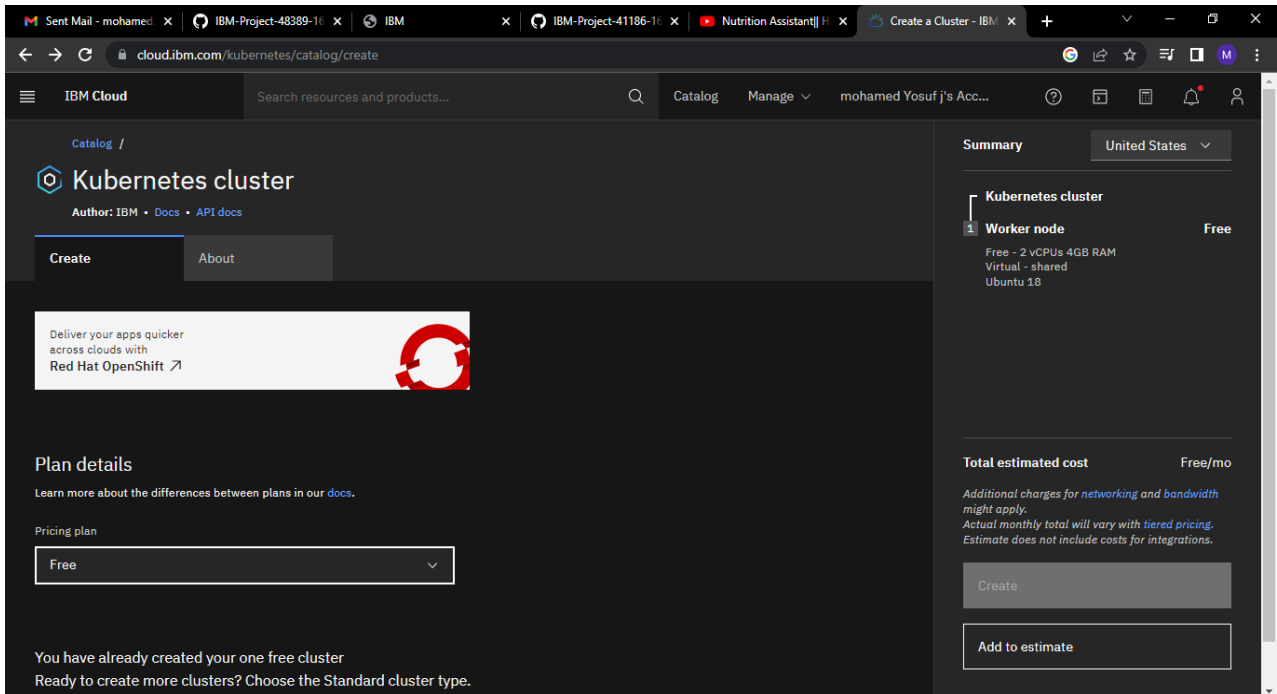 Sent Mail - mohamed.
IBM-Project-48389-16
IBM
IBM-Project-41186-16
Nutrition Assistant|| H
Create a Cluster - IBM
cloud.ibm.com/kubernetes/catalog/create
M
IBM Cloud
Search resources and products...
Catalog
Manage
mohamed Yosuf j's Acc...
Catalog /
Kubernetes cluster
Author: IBM • Docs • API docs
Create
About
Deliver your apps quicker
across clouds with
Red Hat OpenShift
Plan details
Learn more about the differences between plans in our docs.
Pricing plan
Free
You have already created your one free cluster
Ready to create more clusters? Choose the Standard cluster type.
Summary
United States
Kubernetes cluster
1 Worker node Free
Free - 2 vCPUs 4GB RAM
Virtual - shared
Ubuntu 18
Total estimated cost Free/mo
Additional charges for networking and bandwidth
might apply.
Actual monthly total will vary with tiered pricing.
Estimate does not include costs for integrations.
Create
Add to estimate